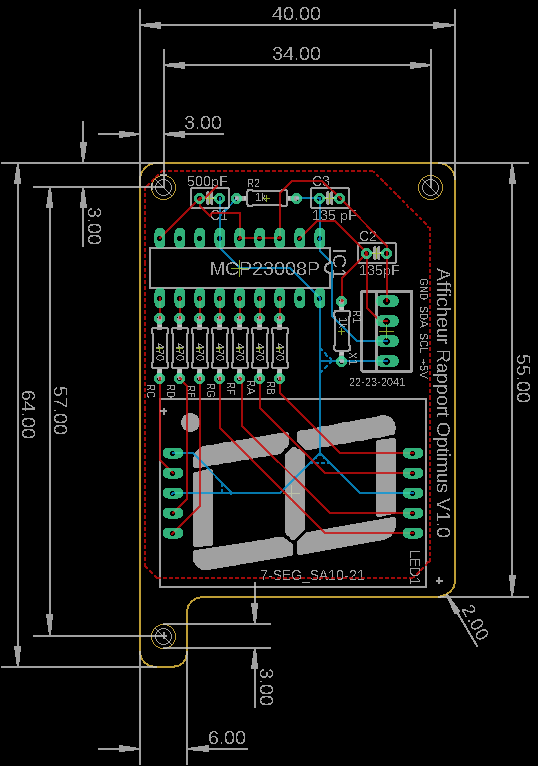 40.00
34.00
3.00
3.00
500pF
R2
C3
1k
C1
135 pF
C2
135pF
MCP23008P
IC1
GND SDA SCL +5V
R1
1k
X1
22-23-2041
470
470
470
470
470
470
RC
RD
RE
RG
RF
RA
RB
Afficheur Rapport Optimus V1.0
55.00
57.00
64.00
LED1
7-SEG_SA10-21
2.00
3.00
6.00